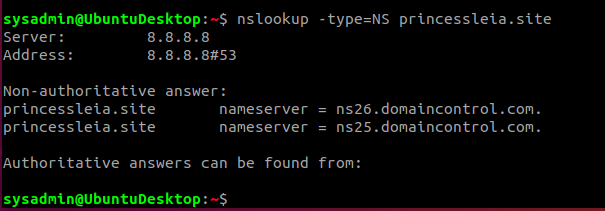 sysadmin@UbuntuDesktop:~$ nslookup -type=NS princessleia.site
Server:         8.8.8.8
Address:        8.8.8.8#53

Non-authoritative answer:
princessleia.site       nameserver = ns26.domaincontrol.com.
princessleia.site       nameserver = ns25.domaincontrol.com.

Authoritative answers can be found from:

sysadmin@UbuntuDesktop:~$